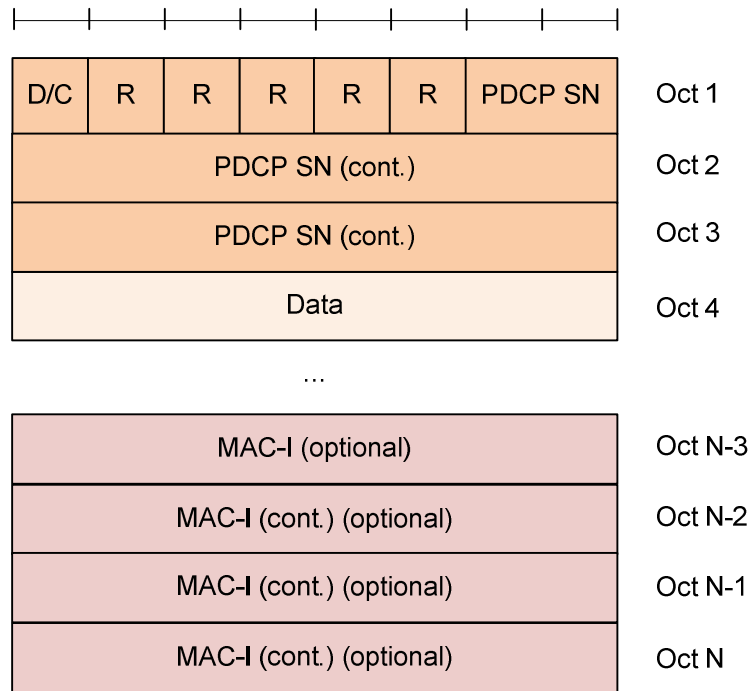 D/C R R R R R PDCP SN Oct 1
PDCP SN (cont.) Oct 2
PDCP SN (cont.) Oct 3
Data Oct 4
...
MAC-I (optional) Oct N-3
MAC-I (cont.) (optional) Oct N-2
MAC-I (cont.) (optional) Oct N-1
MAC-I (cont.) (optional) Oct N